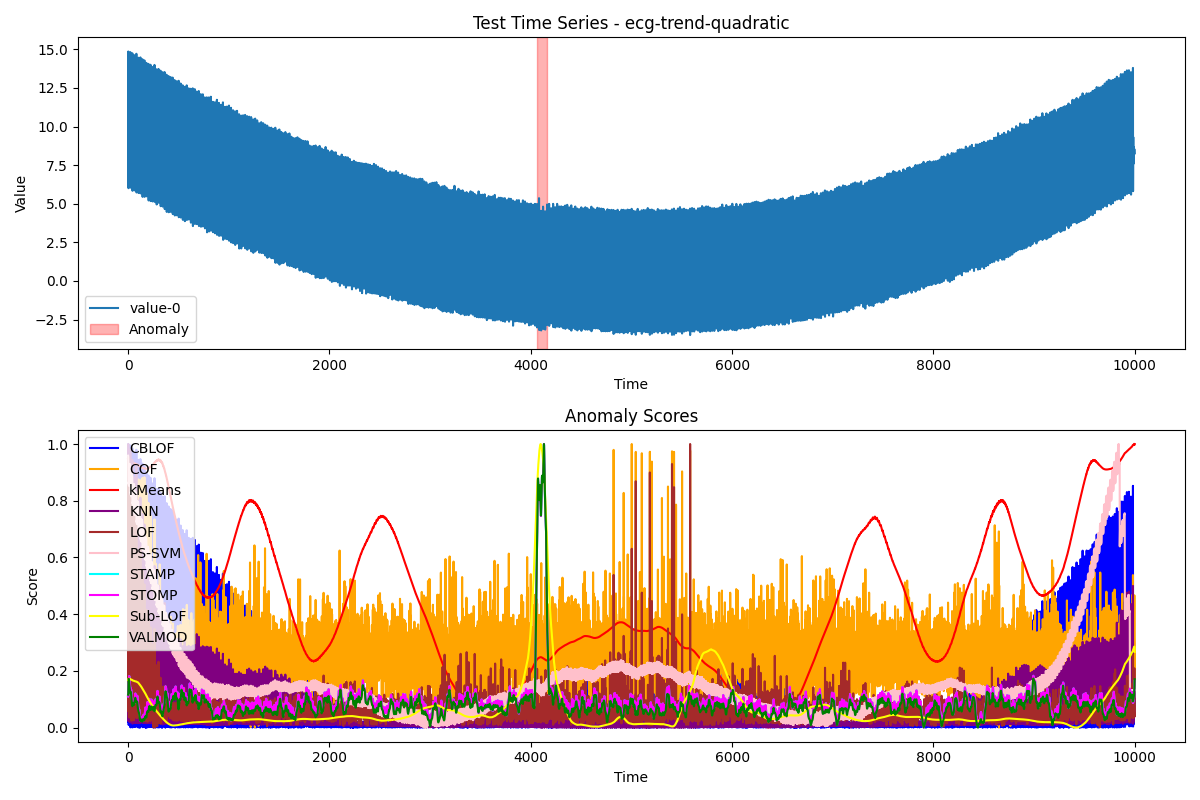 Test Time Series - ecg-trend-quadratic
15.0
12.5
10.0
7.5
5.0
2.5
0.0
−2.5
Value
value-0
Anomaly
0 2000 4000 6000 8000 10000
Time
Anomaly Scores
1.0
0.8
0.6
0.4
0.2
0.0
Score
CBLOF
COF
kMeans
KNN
LOF
PS-SVM
STAMP
STOMP
Sub-LOF
VALMOD
0 2000 4000 6000 8000 10000
Time